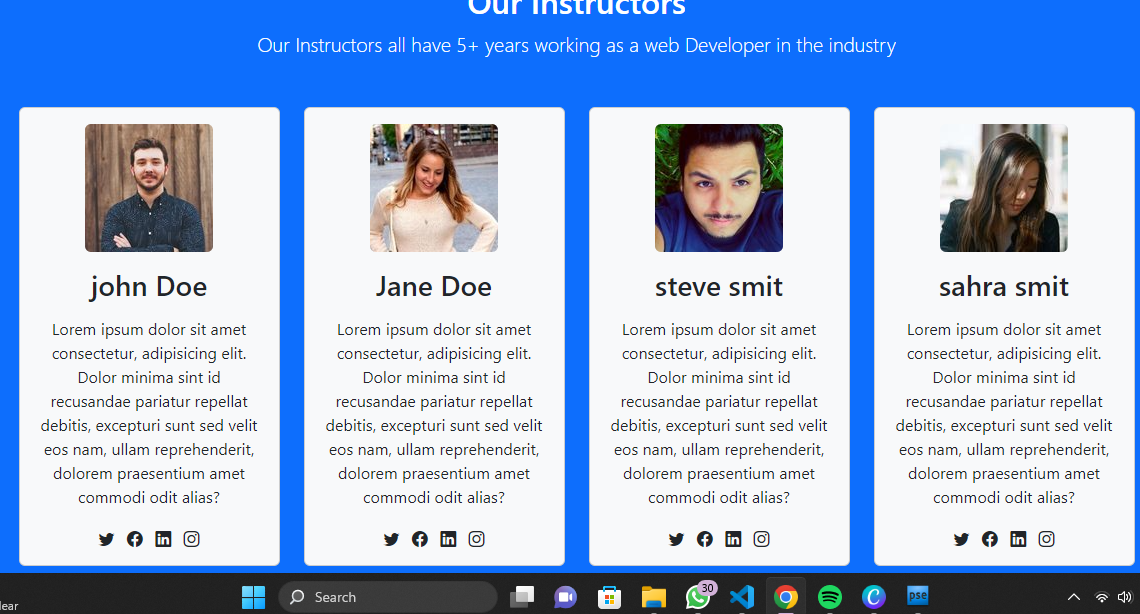 Our Instructors
Our Instructors all have 5+ years working as a web Developer in the industry
john Doe
Lorem ipsum dolor sit amet
consectetur, adipisicing elit.
Dolor minima sint id
recusandae pariatur repellat
debitis, excepturi sunt sed velit
eos nam, ullam reprehenderit,
dolorem praesentium amet
commodi odit alias?
Jane Doe
Lorem ipsum dolor sit amet
consectetur, adipisicing elit.
Dolor minima sint id
recusandae pariatur repellat
debitis, excepturi sunt sed velit
eos nam, ullam reprehenderit,
dolorem praesentium amet
commodi odit alias?
steve smit
Lorem ipsum dolor sit amet
consectetur, adipisicing elit.
Dolor minima sint id
recusandae pariatur repellat
debitis, excepturi sunt sed velit
eos nam, ullam reprehenderit,
dolorem praesentium amet
commodi odit alias?
sahra smit
Lorem ipsum dolor sit amet
consectetur, adipisicing elit.
Dolor minima sint id
recusandae pariatur repellat
debitis, excepturi sunt sed velit
eos nam, ullam reprehenderit,
dolorem praesentium amet
commodi odit alias?
lear
Search
30
pse